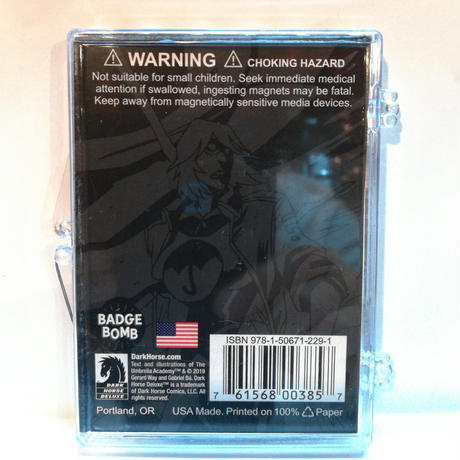 ⚠ WARNING ⚠ CHOKING HAZARD
Not suitable for small children. Seek immediate medical
attention if swallowed, ingesting magnets may be fatal.
Keep away from magnetically sensitive media devices.
BADGE
BOMB
DARK
HORSE
DELUXE
DarkHorse.com
Text and illustrations of The
Umbrella Academy™ & © 2019
Gerard Way and Gabriel Bá. Dark
Horse Deluxe™ is a trademark
of Dark Horse Comics, LLC. All
rights reserved.
ISBN 978-1-50671-229-1
7 61568 00385 7
Portland, OR USA Made. Printed on 100% ♺ Paper